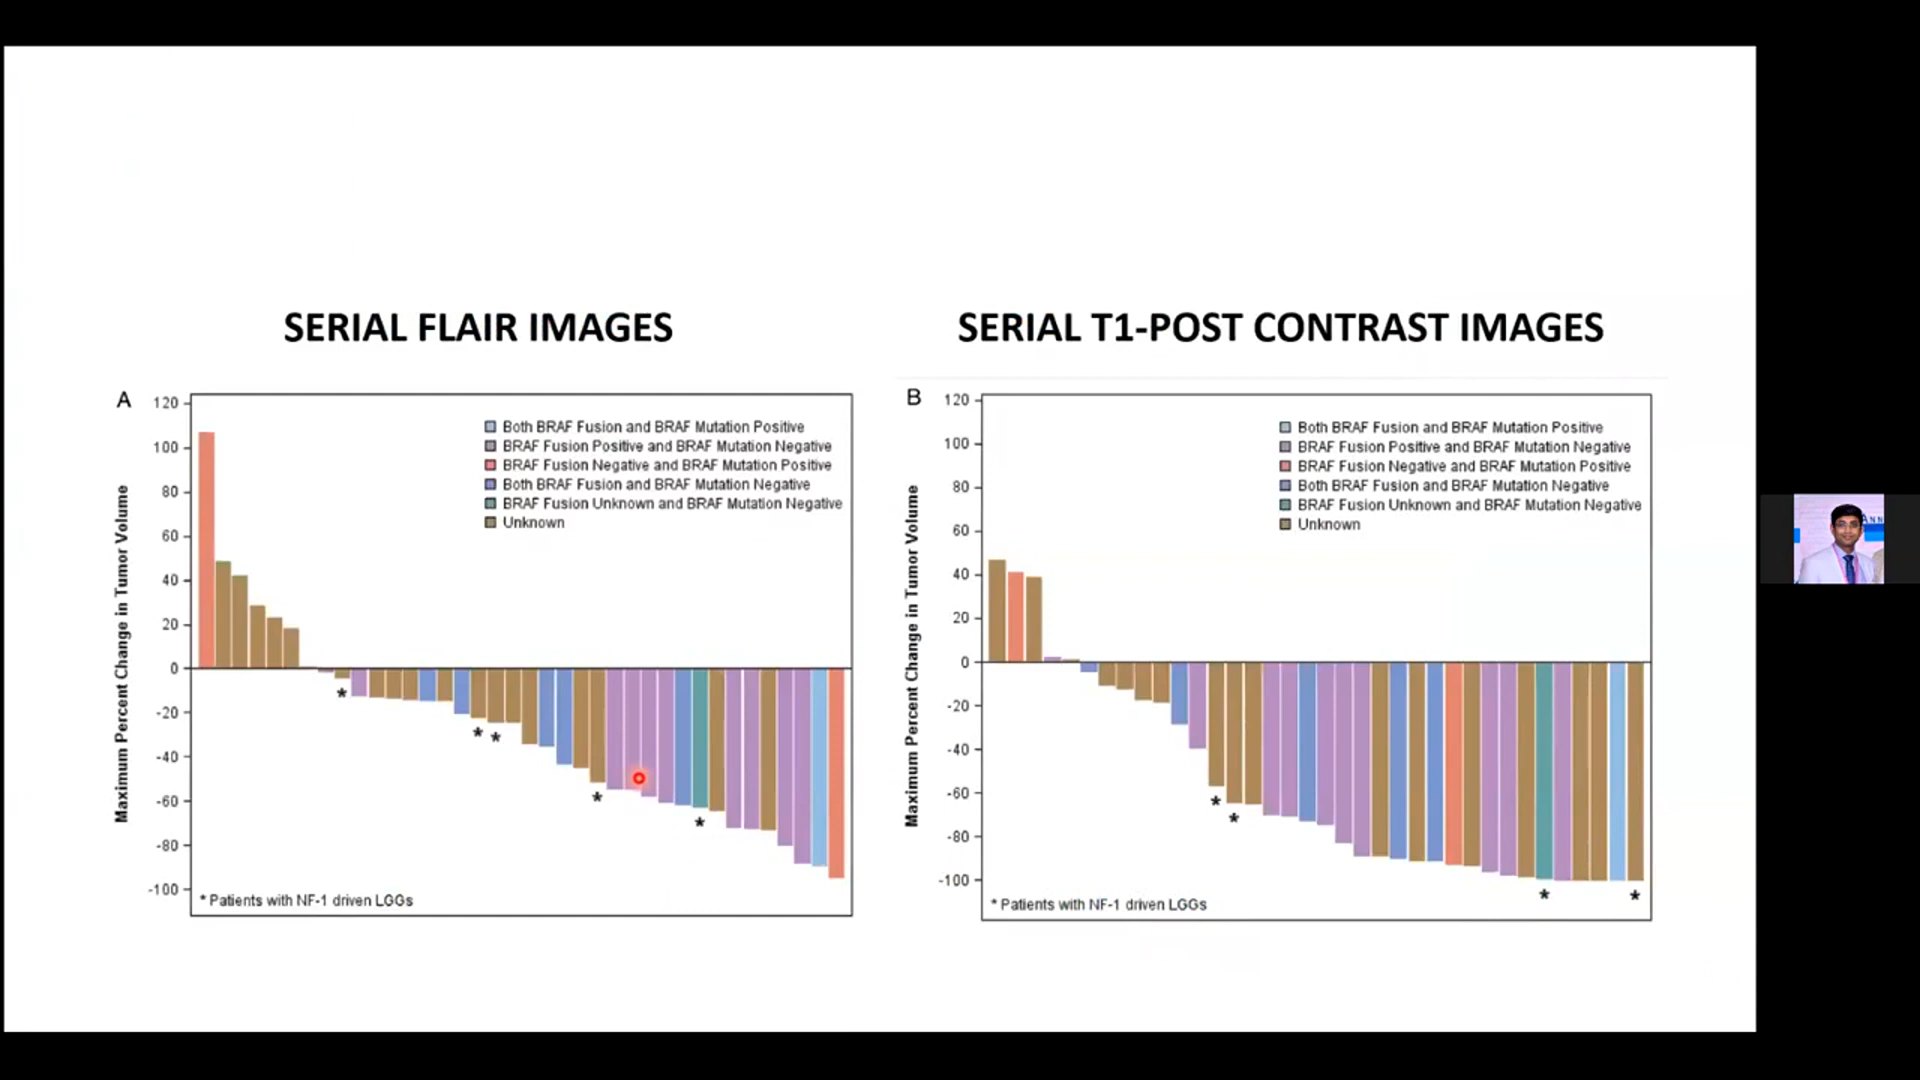 SERIAL FLAIR IMAGES
SERIAL T1-POST CONTRAST IMAGES
A
120
100
80
60
40
20
0
-20
-40
-60
-80
-100
Maximum Percent Change in Tumor Volume
Both BRAF Fusion and BRAF Mutation Positive
BRAF Fusion Positive and BRAF Mutation Negative
BRAF Fusion Negative and BRAF Mutation Positive
Both BRAF Fusion and BRAF Mutation Negative
BRAF Fusion Unknown and BRAF Mutation Negative
Unknown
*
* *
*
*
* Patients with NF-1 driven LGGs
B
120
100
80
60
40
20
0
-20
-40
-60
-80
-100
Maximum Percent Change in Tumor Volume
Both BRAF Fusion and BRAF Mutation Positive
BRAF Fusion Positive and BRAF Mutation Negative
BRAF Fusion Negative and BRAF Mutation Positive
Both BRAF Fusion and BRAF Mutation Negative
BRAF Fusion Unknown and BRAF Mutation Negative
Unknown
*
*
* *
* Patients with NF-1 driven LGGs